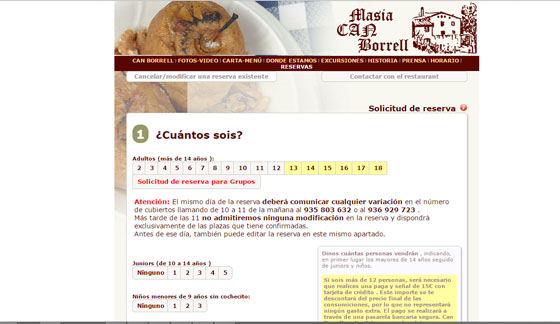 Masia
CAN
Borrell
CAN BORRELL | FOTOS-VIDEO | CARTA-MENÚ | DONDE ESTAMOS | EXCURSIONES | HISTORIA | PRENSA | HORARIO |
RESERVAS
Cancelar/modificar una reserva existente
Contactar con el restaurant
Solicitud de reserva ?
1 ¿Cuántos sois?
Adultos (más de 14 años ):
2 3 4 5 6 7 8 9 10 11 12 13 14 15 16 17 18
Solicitud de reserva para Grupos
Atención: El mismo día de la reserva deberá comunicar cualquier variación en el número
de cubiertos llamando de 10 a 11 de la mañana al 935 803 632 o al 936 929 723 .
Más tarde de las 11 no admitiremos ninguna modificación en la reserva y dispondrá
exclusivamente de las plazas que tiene confirmadas.
Antes de ese día, también puede editar la reserva en este mismo apartado.
Juniors (de 10 a 14 años )
Ninguno 1 2 3 4 5
Niños menores de 9 años sin cochecito:
Ninguno 1 2 3
Dinos cuántas personas vendrán , indicando,
en primer lugar los mayores de 14 años seguido
de juniors y niños.
Si sois más de 12 personas, será necesario
que realices una paga y señal de 15€ con
tarjeta de crédito . Este importe se te
descontará del precio final de las
consumiciones, por lo que no representará
ningún gasto extra. El pago se realizará a
través de una pasarela bancaria segura. Can